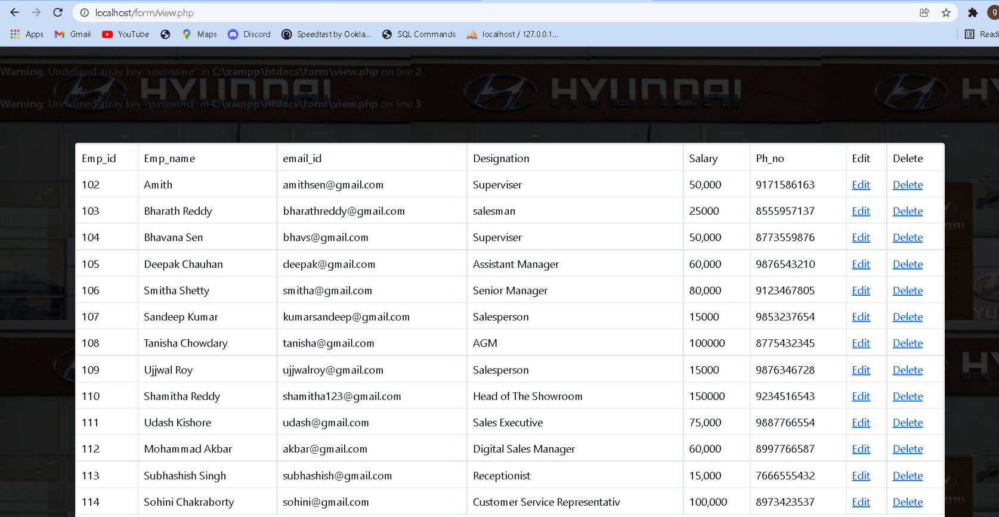 localhost/form/view.php
g
Apps Gmail YouTube Maps Discord Speedtest by Ookla... SQL Commands localhost / 127.0.0.1... Readi
Warning: Undefined array key "username" in C:\xampp\htdocs\form\view.php on line 2
HYUNDAI HYUNDAI HY
Warning: Undefined array key "password" in C:\xampp\htdocs\form\view.php on line 3
Emp_id Emp_name email_id Designation Salary Ph_no Edit Delete
102 Amith amithsen@gmail.com Superviser 50,000 9171586163 Edit Delete
103 Bharath Reddy bharathreddy@gmail.com salesman 25000 8555957137 Edit Delete
104 Bhavana Sen bhavs@gmail.com Superviser 50,000 8773559876 Edit Delete
105 Deepak Chauhan deepak@gmail.com Assistant Manager 60,000 9876543210 Edit Delete
106 Smitha Shetty smitha@gmail.com Senior Manager 80,000 9123467805 Edit Delete
107 Sandeep Kumar kumarsandeep@gmail.com Salesperson 15000 9853237654 Edit Delete
108 Tanisha Chowdary tanisha@gmail.com AGM 100000 8775432345 Edit Delete
109 Ujjwal Roy ujjwalroy@gmail.com Salesperson 15000 9876346728 Edit Delete
110 Shamitha Reddy shamitha123@gmail.com Head of The Showroom 150000 9234516543 Edit Delete
111 Udash Kishore udash@gmail.com Sales Executive 75,000 9887766554 Edit Delete
112 Mohammad Akbar akbar@gmail.com Digital Sales Manager 60,000 8997766587 Edit Delete
113 Subhashish Singh subhashish@gmail.com Receptionist 15,000 7666555432 Edit Delete
114 Sohini Chakraborty sohini@gmail.com Customer Service Representativ 100,000 8973423537 Edit Delete